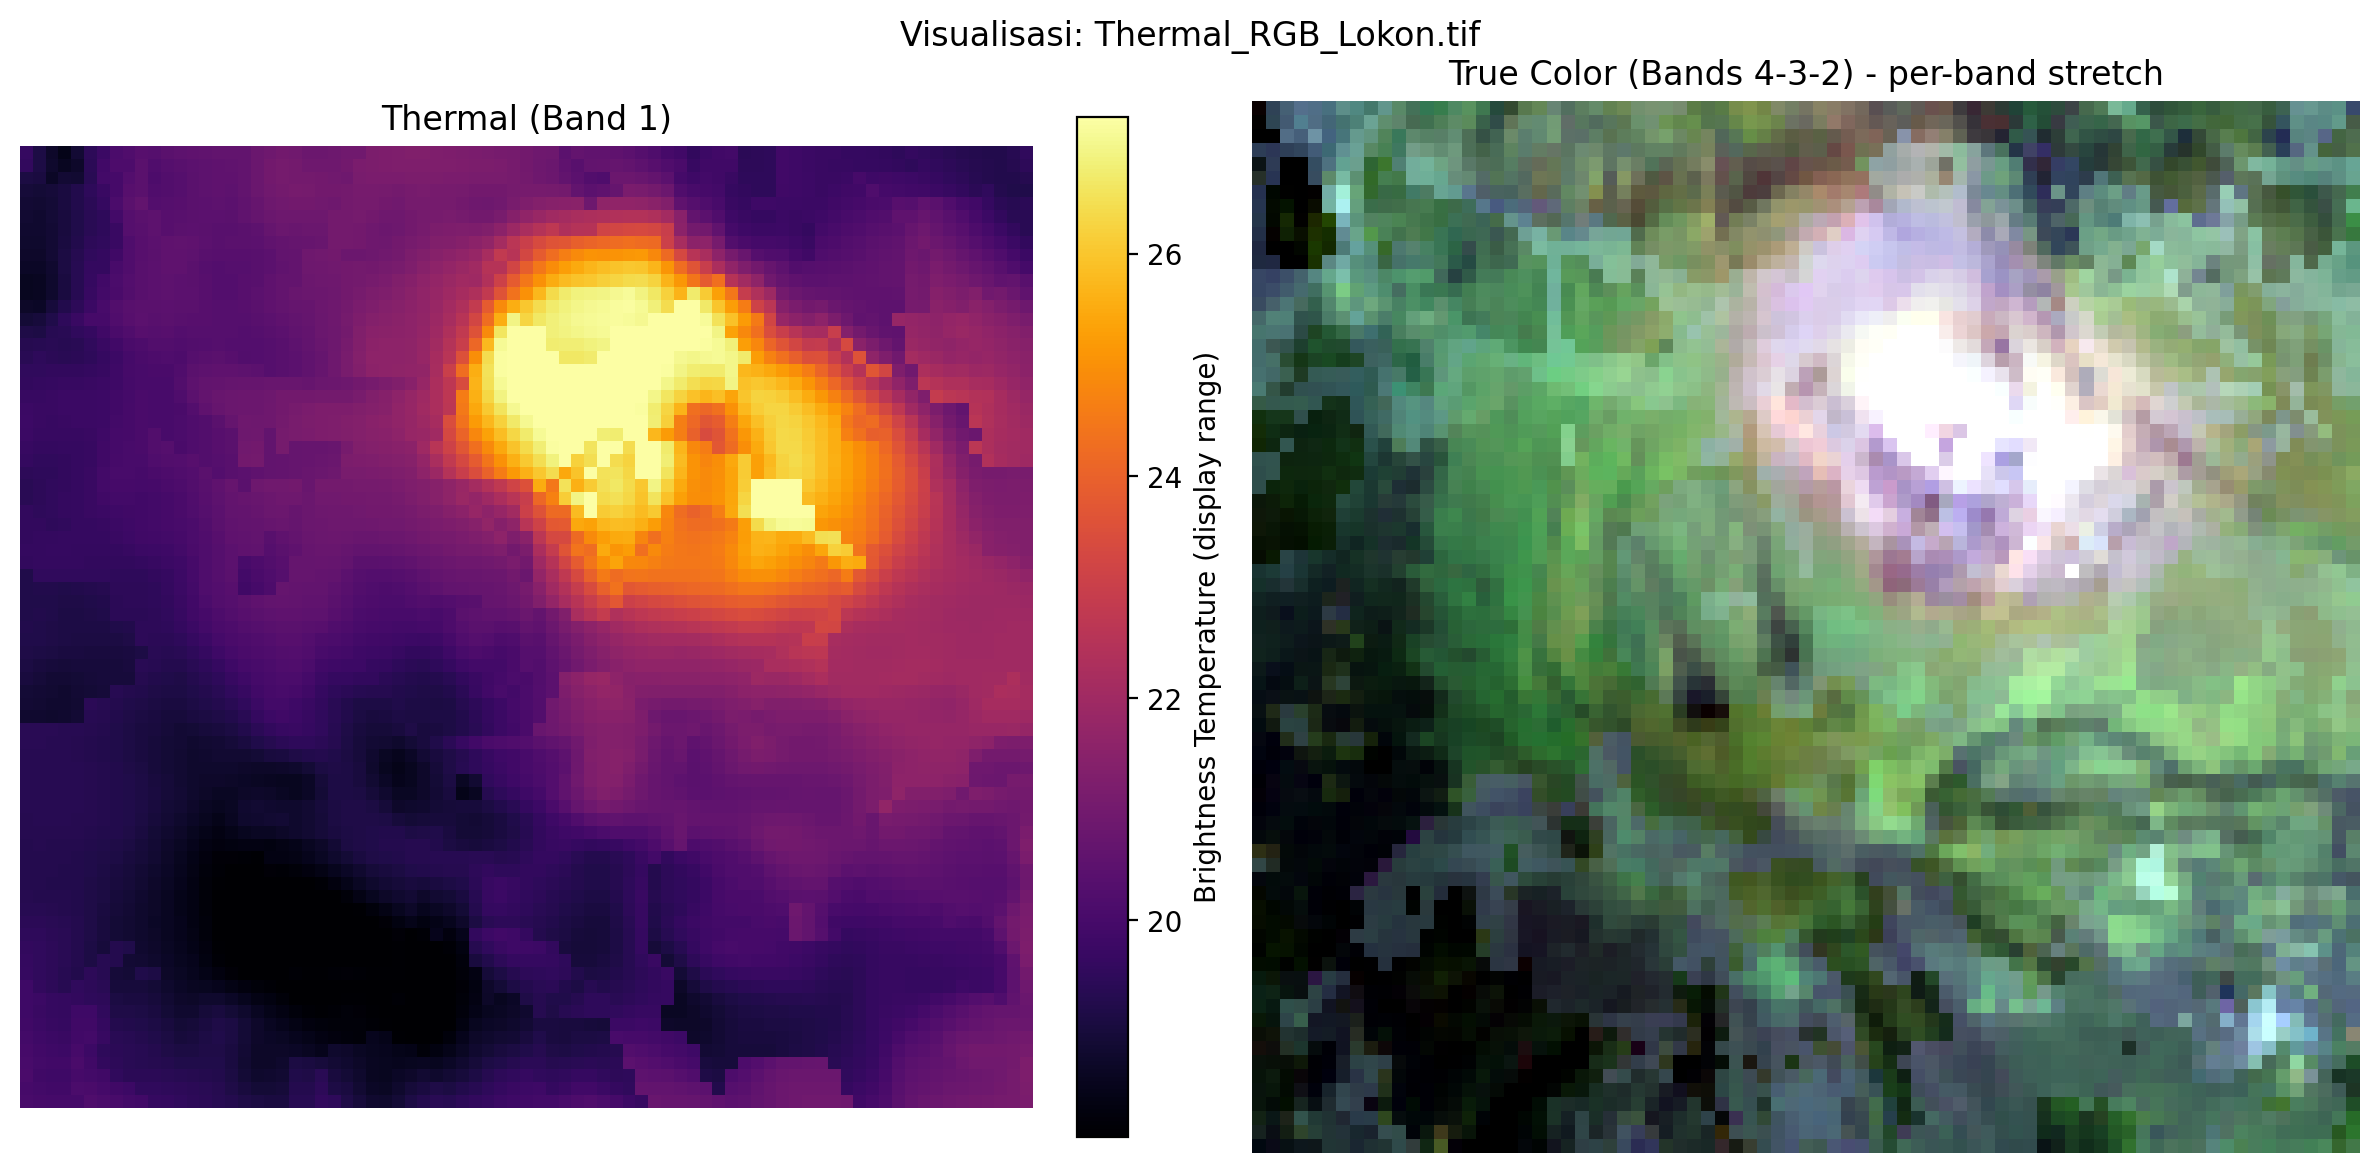 Visualisasi: Thermal_RGB_Lokon.tif
Thermal (Band 1)
26
24
22
20
Brightness Temperature (display range)
True Color (Bands 4-3-2) - per-band stretch